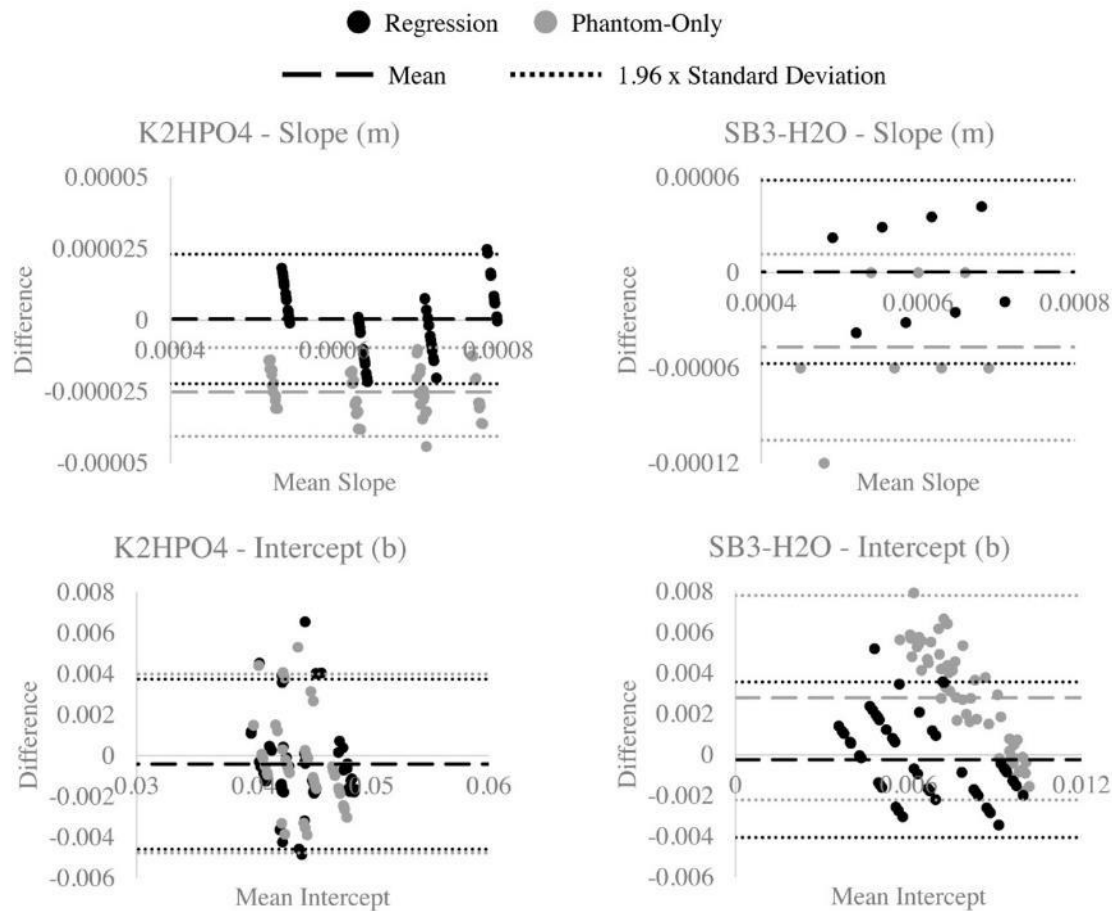 Regression Phantom-Only
Mean 1.96 x Standard Deviation
K2HPO4 - Slope (m)
0.00005
0.000025
0
-0.000025
-0.00005
0.0004 0.0008
Difference
Mean Slope
SB3-H2O - Slope (m)
0.00006
0
-0.00006
-0.00012
0.0004 0.0006 0.0008
Difference
Mean Slope
K2HPO4 - Intercept (b)
0.008
0.006
0.004
0.002
0
-0.002
-0.004
-0.006
0.03 0.05 0.06
Difference
Mean Intercept
SB3-H2O - Intercept (b)
0.008
0.006
0.004
0.002
0
-0.002
-0.004
-0.006
0 0.006 0.012
Difference
Mean Intercept